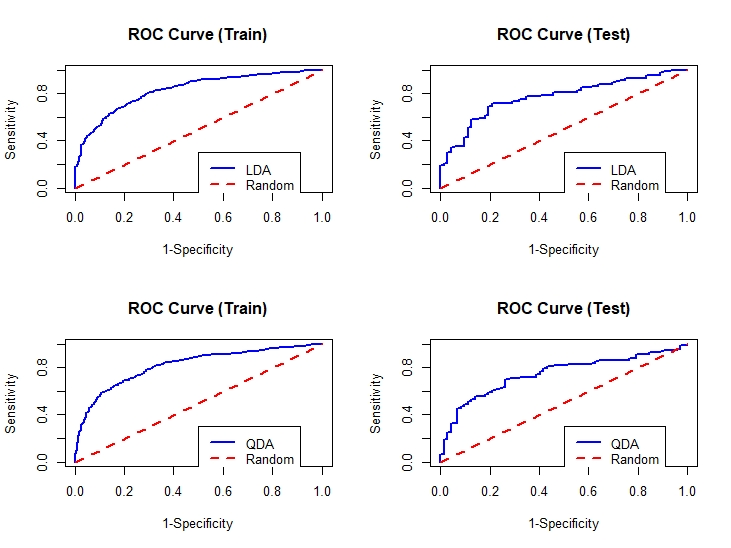 ROC Curve (Train)
Sensitivity
0.8
0.4
0.0
LDA
Random
0.0 0.2 0.4 0.6 0.8 1.0
1-Specificity
ROC Curve (Test)
Sensitivity
0.8
0.4
0.0
LDA
Random
0.0 0.2 0.4 0.6 0.8 1.0
1-Specificity
ROC Curve (Train)
Sensitivity
0.8
0.4
0.0
QDA
Random
0.0 0.2 0.4 0.6 0.8 1.0
1-Specificity
ROC Curve (Test)
Sensitivity
0.8
0.4
0.0
QDA
Random
0.0 0.2 0.4 0.6 0.8 1.0
1-Specificity